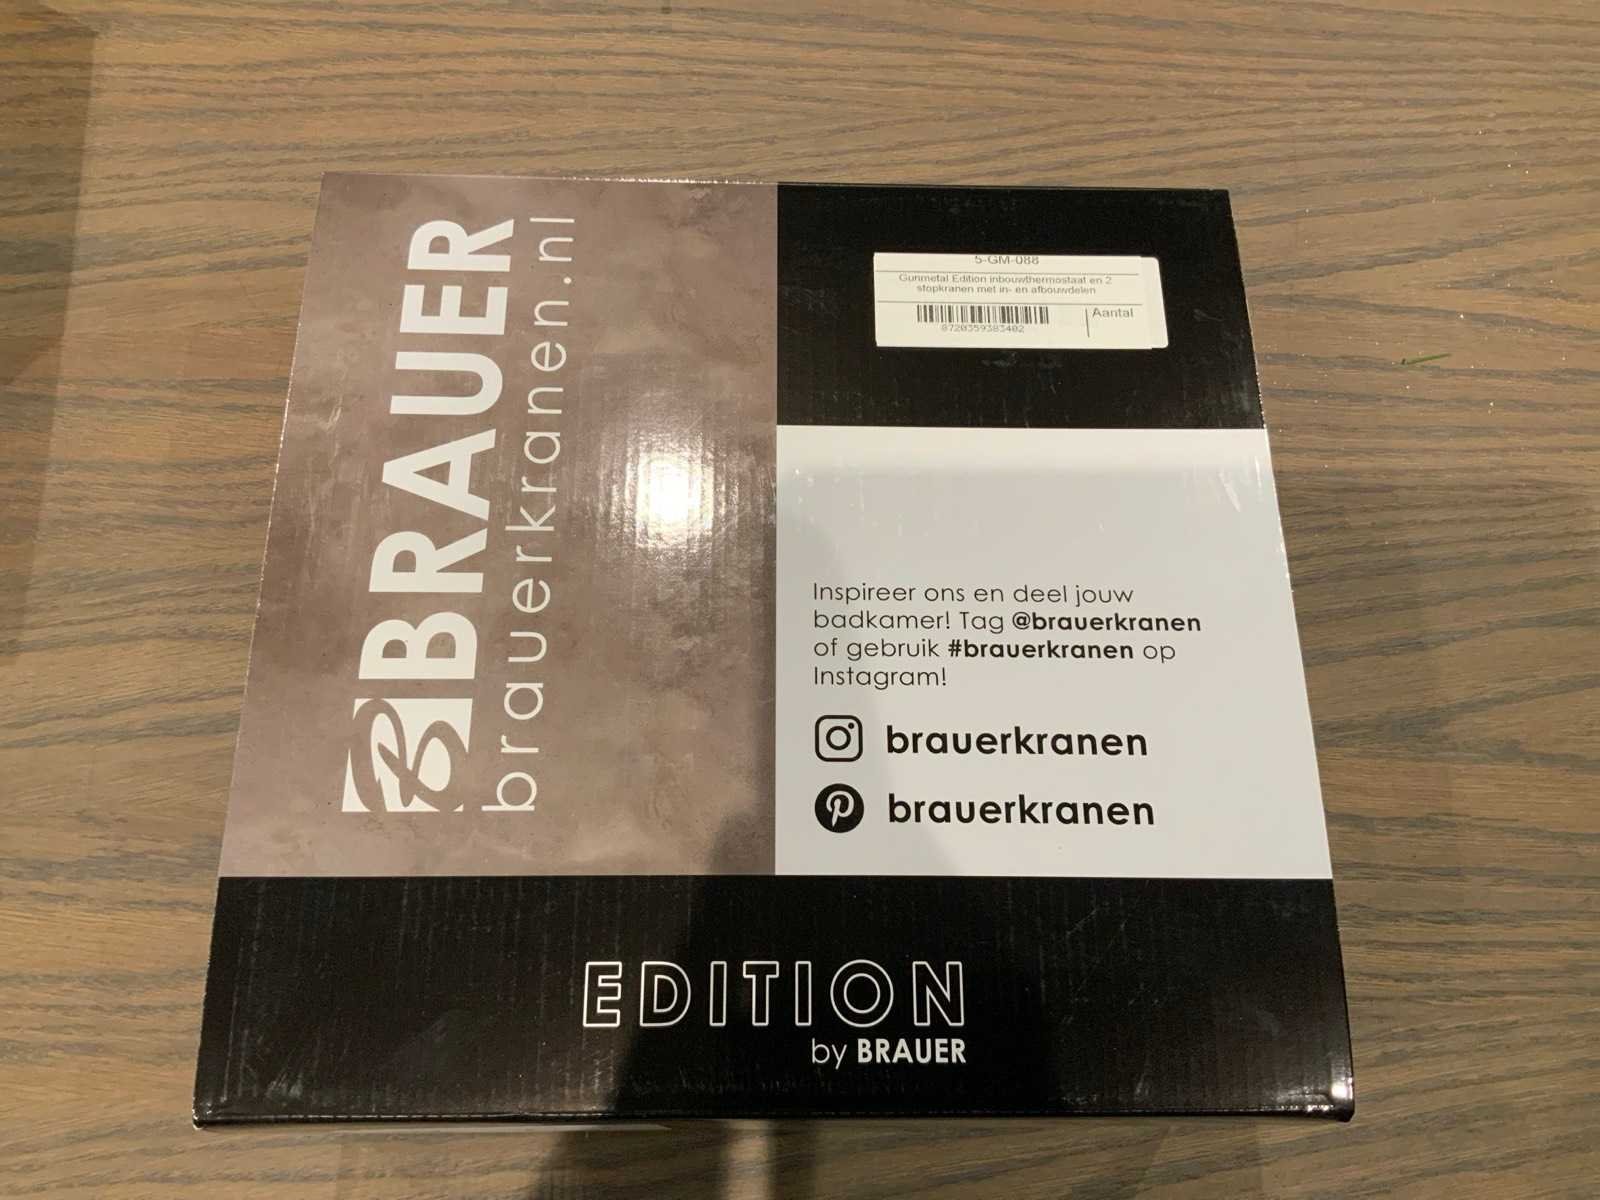 BRAUER
brauerkranen.nl
5-GM-088
Gunmetal Edition inbouwthermostaat en 2
stopkranen met in- en afbouwdelen
8720359383402
Aantal
Inspireer ons en deel jouw
badkamer! Tag @brauerkranen
of gebruik #brauerkranen op
Instagram!
brauerkranen
brauerkranen
EDITION
by BRAUER